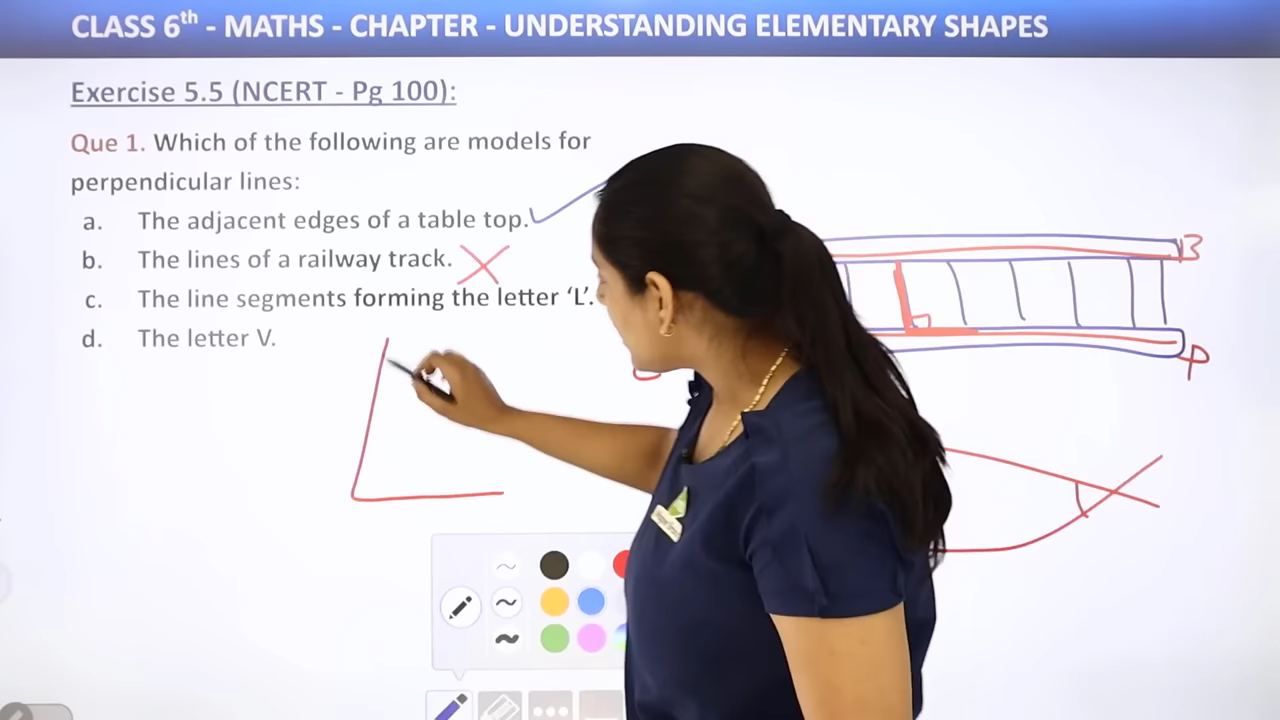 CLASS 6th - MATHS - CHAPTER - UNDERSTANDING ELEMENTARY SHAPES
Exercise 5.5 (NCERT - Pg 100):
Que 1. Which of the following are models for
perpendicular lines:
a. The adjacent edges of a table top.
b. The lines of a railway track.
c. The line segments forming the letter ‘L’.
d. The letter V.
B
P